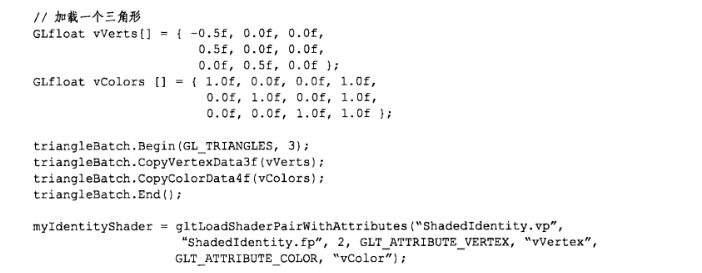 // 加载一个三角形
GLfloat vVerts[] = { -0.5f, 0.0f, 0.0f,
0.5f, 0.0f, 0.0f,
0.0f, 0.5f, 0.0f };
GLfloat vColors [] = { 1.0f, 0.0f, 0.0f, 1.0f,
0.0f, 1.0f, 0.0f, 1.0f,
0.0f, 0.0f, 1.0f, 1.0f };
triangleBatch.Begin(GL_TRIANGLES, 3);
triangleBatch.CopyVertexData3f(vVerts);
triangleBatch.CopyColorData4f(vColors);
triangleBatch.End();
myIdentityShader = gltLoadShaderPairWithAttributes(“ShadedIdentity.vp”,
“ShadedIdentity.fp”, 2, GLT_ATTRIBUTE_VERTEX, “vVertex”,
GLT_ATTRIBUTE_COLOR, “vColor”);